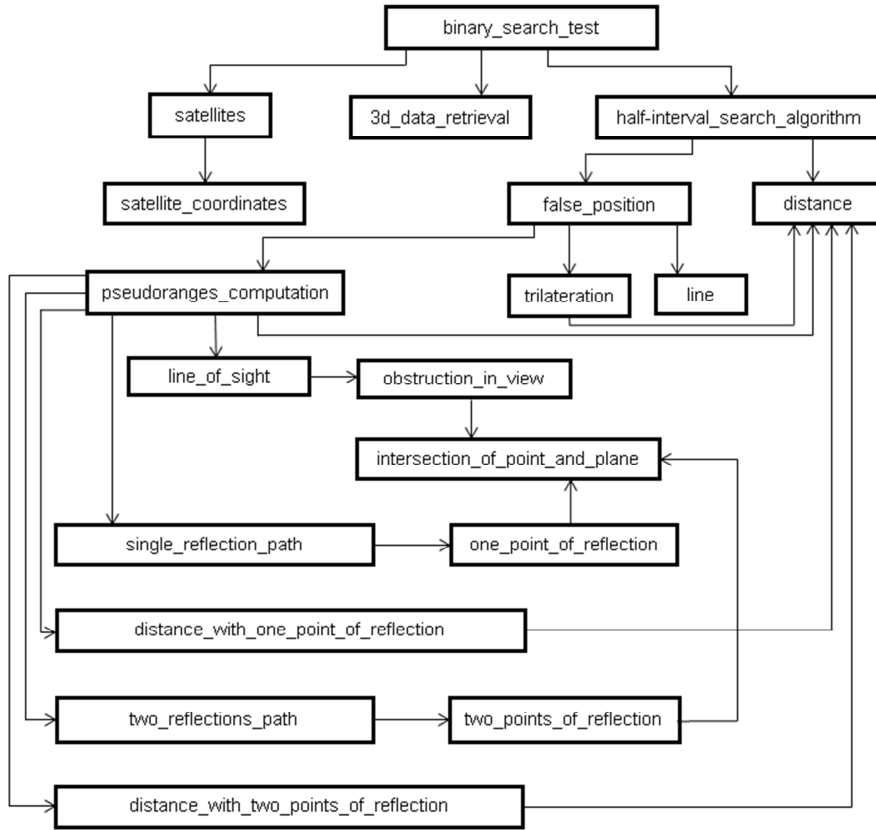 binary_search_test
satellites
3d_data_retrieval
half-interval_search_algorithm
satellite_coordinates
false_position
distance
pseudoranges_computation
trilateration
line
line_of_sight
obstruction_in_view
intersection_of_point_and_plane
single_reflection_path
one_point_of_reflection
distance_with_one_point_of_reflection
two_reflections_path
two_points_of_reflection
distance_with_two_points_of_reflection